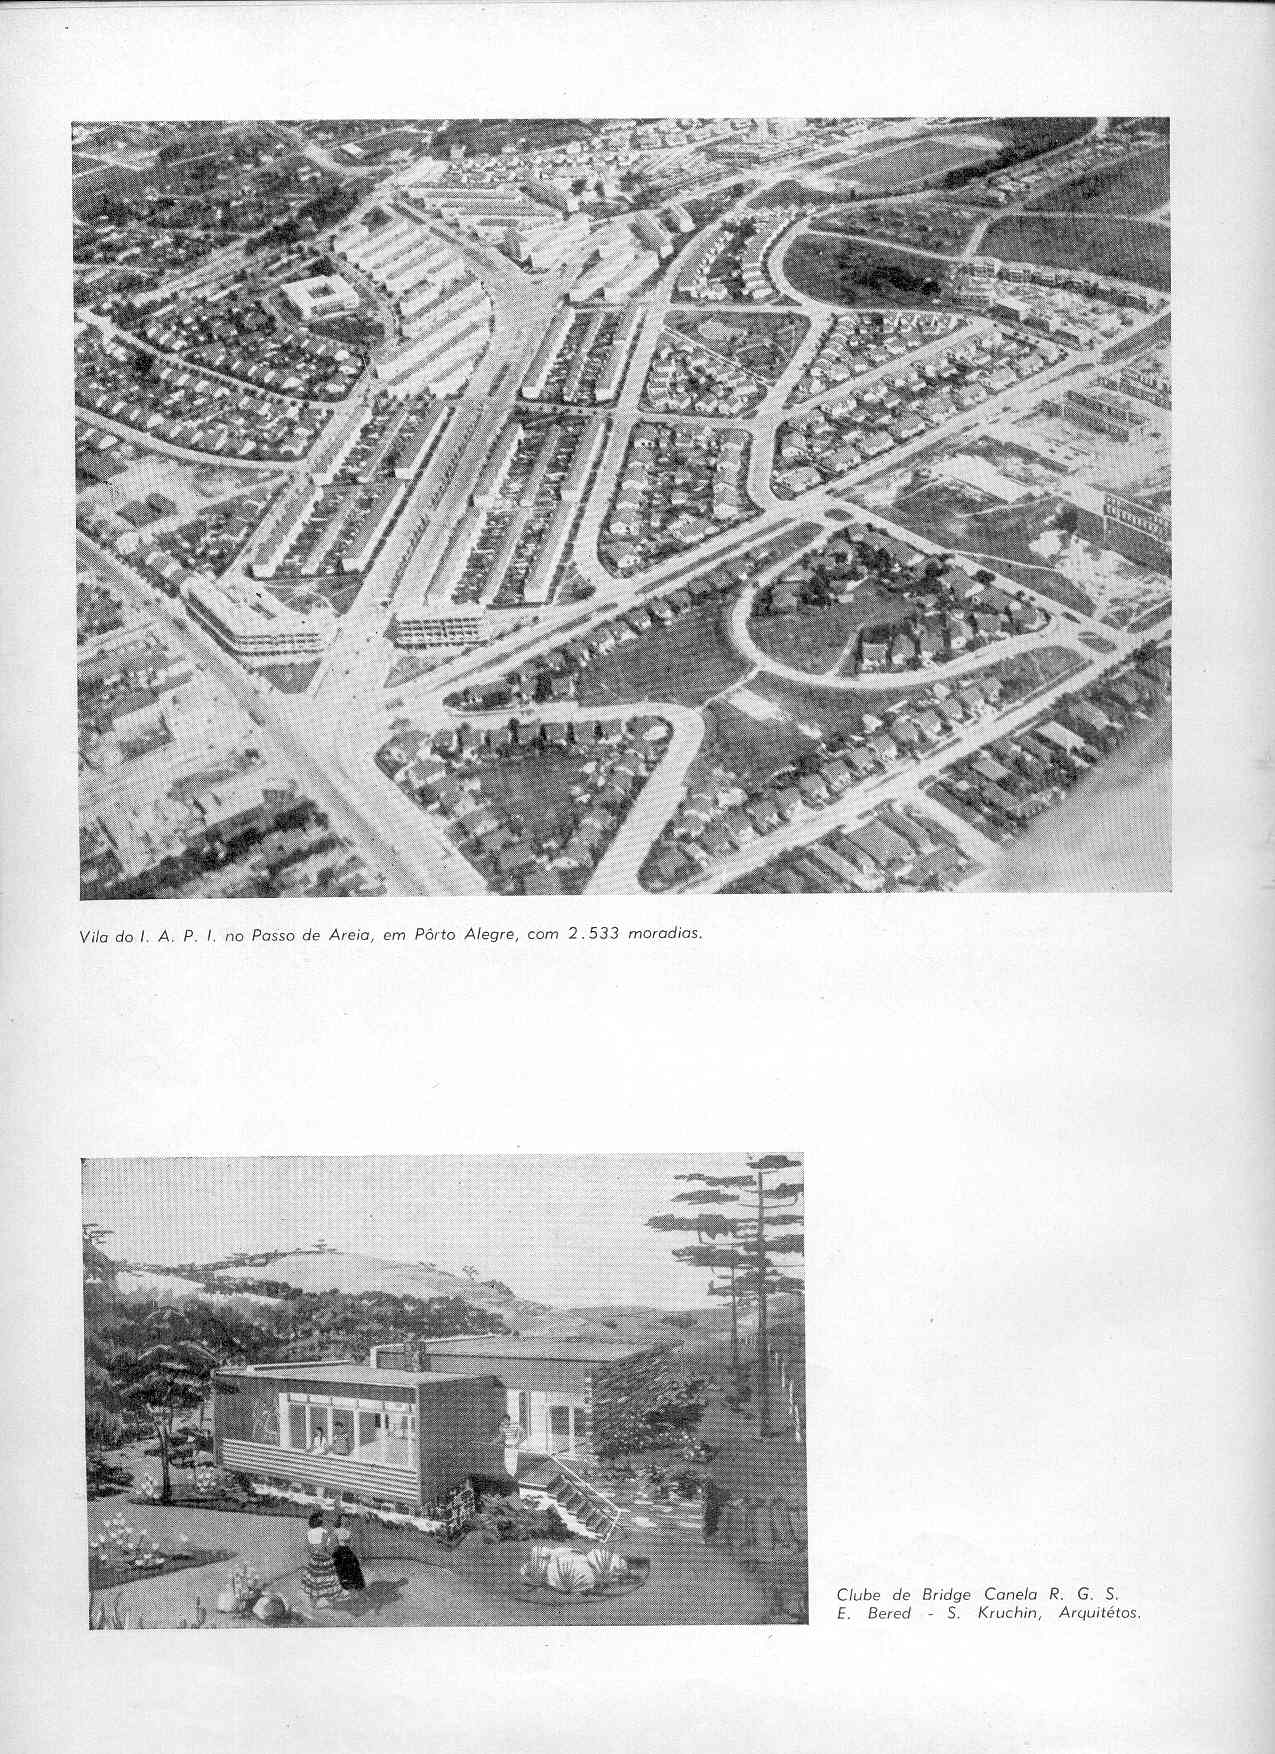 Vila do I. A. P. I. no Passo de Areia, em Pôrto Alegre, com 2.533 moradias.
Clube de Bridge Canela R. G. S.
E. Bered - S. Kruchin, Arquitétos.